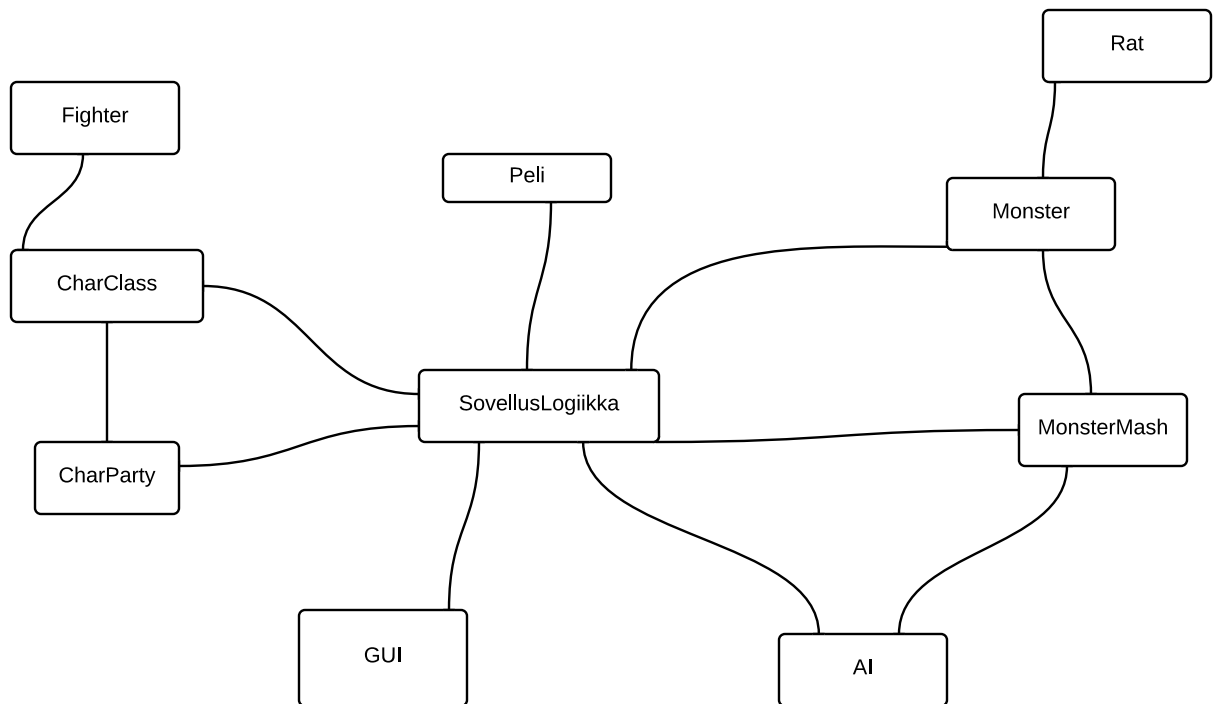 Rat
Fighter
Peli
Monster
CharClass
SovellusLogiikka
MonsterMash
CharParty
GUI
AI